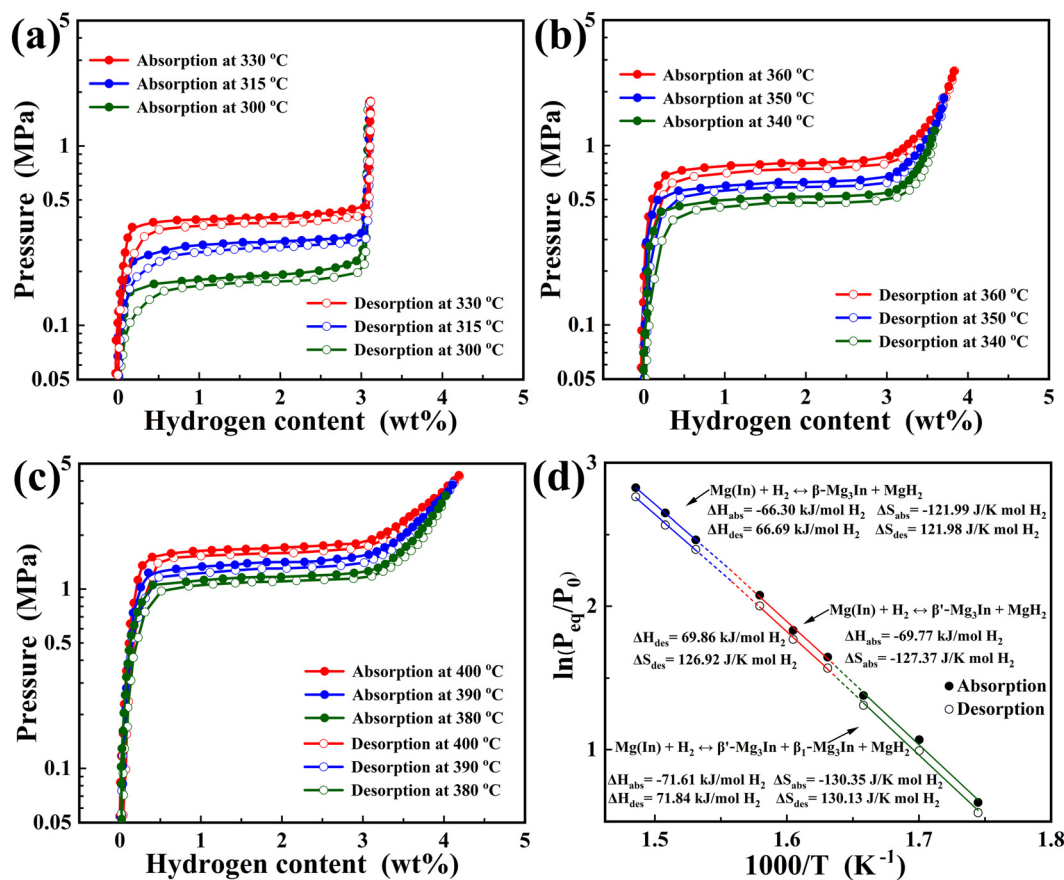 (a)
Pressure (MPa)
5
1
0.5
0.1
0.05
Absorption at 330 °C
Absorption at 315 °C
Absorption at 300 °C
Desorption at 330 °C
Desorption at 315 °C
Desorption at 300 °C
0 1 2 3 4 5
Hydrogen content (wt%)
(b)
Pressure (MPa)
5
1
0.5
0.1
0.05
Absorption at 360 °C
Absorption at 350 °C
Absorption at 340 °C
Desorption at 360 °C
Desorption at 350 °C
Desorption at 340 °C
0 1 2 3 4 5
Hydrogen content (wt%)
(c)
Pressure (MPa)
5
1
0.5
0.1
0.05
Absorption at 400 °C
Absorption at 390 °C
Absorption at 380 °C
Desorption at 400 °C
Desorption at 390 °C
Desorption at 380 °C
0 1 2 3 4 5
Hydrogen content (wt%)
(d)
ln(Peq/P0)
3
2
1
Mg(In) + H2 ↔ β-Mg3In + MgH2
ΔHabs= -66.30 kJ/mol H2 ΔSabs= -121.99 J/K mol H2
ΔHdes= 66.69 kJ/mol H2 ΔSdes= 121.98 J/K mol H2
Mg(In) + H2 ↔ β'-Mg3In + MgH2
ΔHdes= 69.86 kJ/mol H2 ΔHabs= -69.77 kJ/mol H2
ΔSdes= 126.92 J/K mol H2 ΔSabs= -127.37 J/K mol H2
Absorption
Desorption
Mg(In) + H2 ↔ β'-Mg3In + β1-Mg3In + MgH2
ΔHabs= -71.61 kJ/mol H2 ΔSabs= -130.35 J/K mol H2
ΔHdes= 71.84 kJ/mol H2 ΔSdes= 130.13 J/K mol H2
1.5 1.6 1.7 1.8
1000/T (K-1)